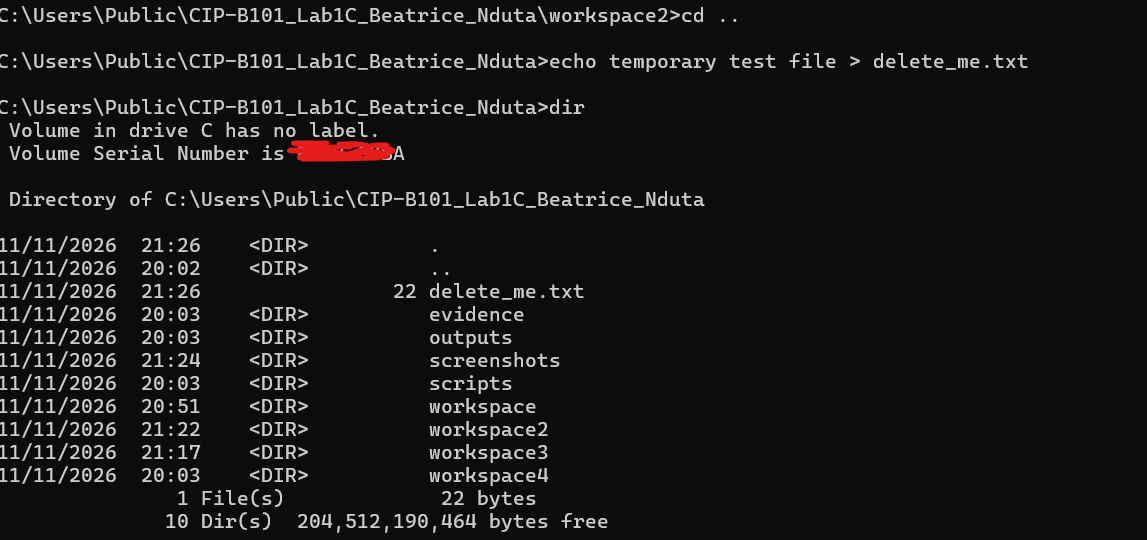 C:\Users\Public\CIP-B101_Lab1C_Beatrice_Nduta\workspace2>cd ..
C:\Users\Public\CIP-B101_Lab1C_Beatrice_Nduta>echo temporary test file > delete_me.txt
C:\Users\Public\CIP-B101_Lab1C_Beatrice_Nduta>dir
Volume in drive C has no label.
Volume Serial Number is A
Directory of C:\Users\Public\CIP-B101_Lab1C_Beatrice_Nduta
11/11/2026 21:26 <DIR> .
11/11/2026 20:02 <DIR> ..
11/11/2026 21:26 22 delete_me.txt
11/11/2026 20:03 <DIR> evidence
11/11/2026 20:03 <DIR> outputs
11/11/2026 21:24 <DIR> screenshots
11/11/2026 20:03 <DIR> scripts
11/11/2026 20:51 <DIR> workspace
11/11/2026 21:22 <DIR> workspace2
11/11/2026 21:17 <DIR> workspace3
11/11/2026 20:03 <DIR> workspace4
1 File(s) 22 bytes
10 Dir(s) 204,512,190,464 bytes free